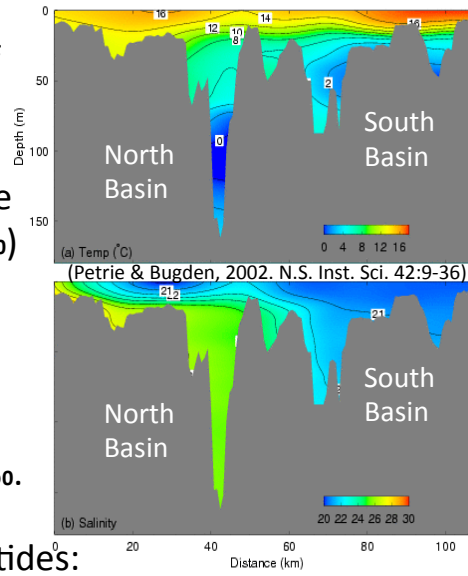 0
16
14
12
10
8
16
50
2
Depth (m)
100
0
North
Basin
South
Basin
150
e
o)
(a) Temp (°C)
0 4 8 12 16
(Petrie & Bugden, 2002. N.S. Inst. Sci. 42:9-36)
21
22
21
North
Basin
South
Basin
o.
(b) Salinity
20 22 24 26 28 30
0 20 40 60 80 100
Distance (km)
tides: